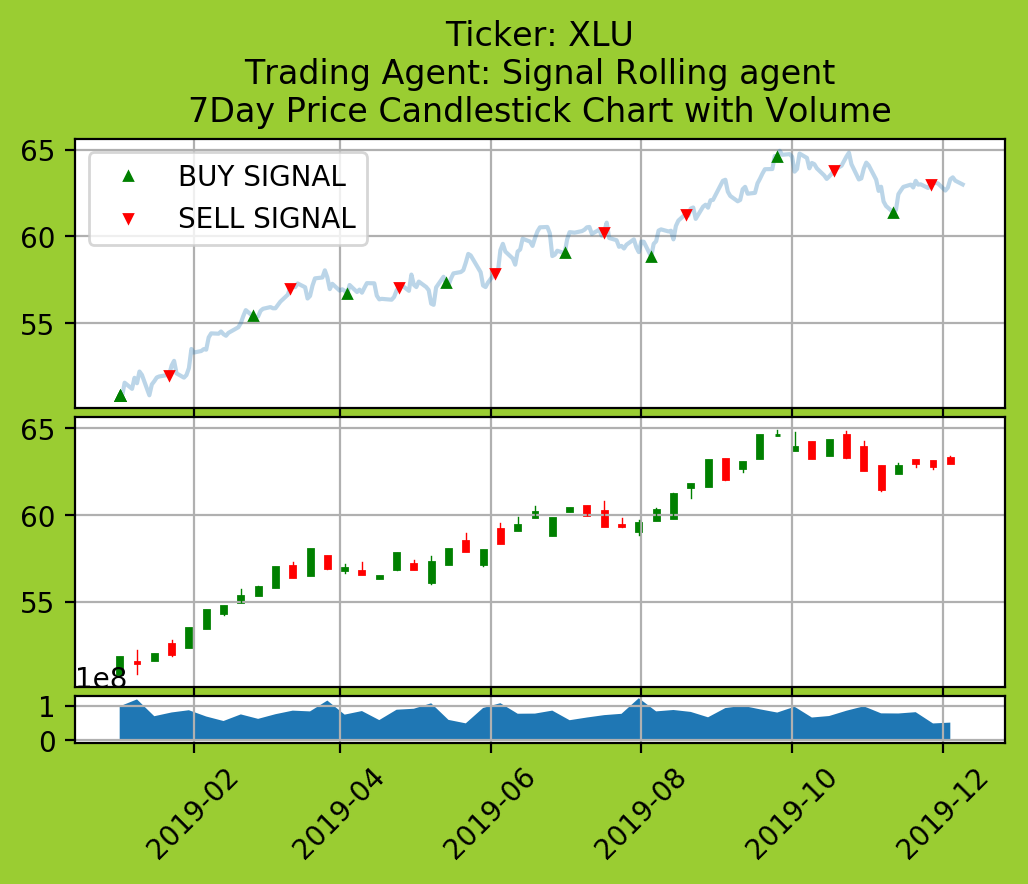 Ticker: XLU
Trading Agent: Signal Rolling agent
7Day Price Candlestick Chart with Volume
65
60
55
BUY SIGNAL
SELL SIGNAL
65
60
55
1e8
1
0
2019-02
2019-04
2019-06
2019-08
2019-10
2019-12